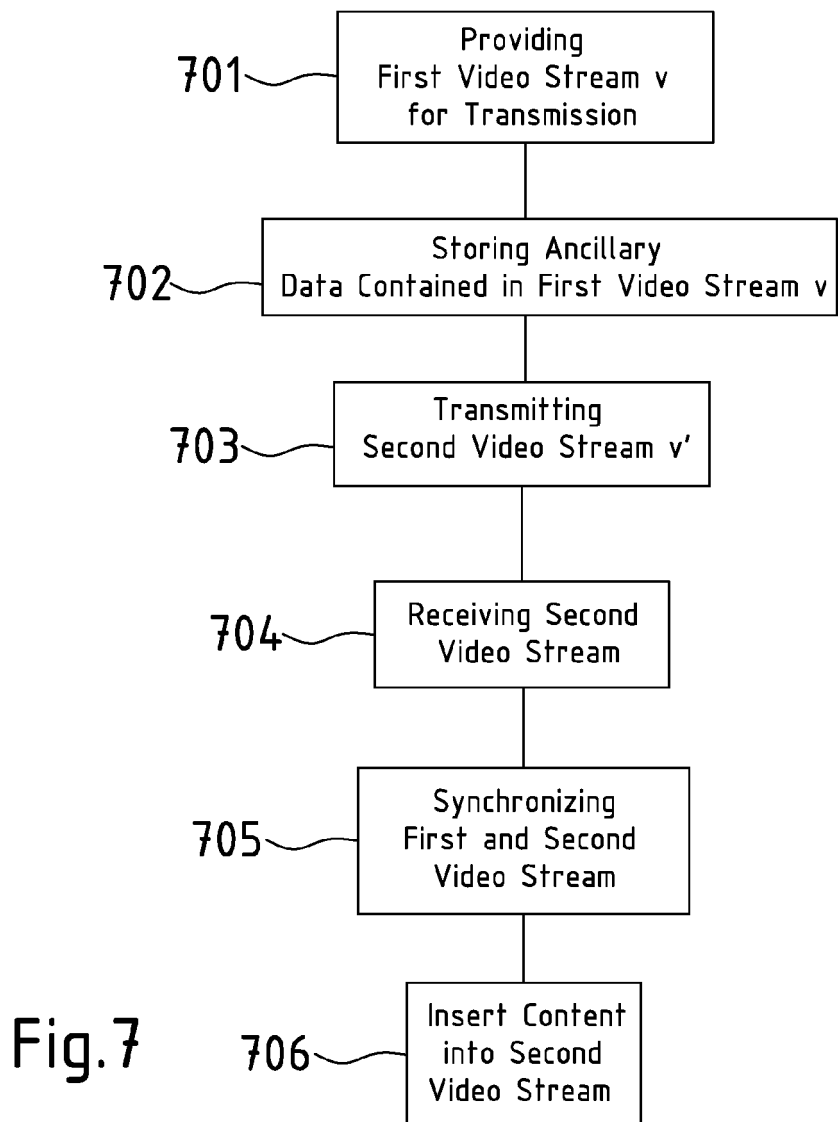 701
Providing
First Video Stream v
for Transmission
702
Storing Ancillary
Data Contained in First Video Stream v
703
Transmitting
Second Video Stream v'
704
Receiving Second
Video Stream
705
Synchronizing
First and Second
Video Stream
Fig.7
706
Insert Content
into Second
Video Stream